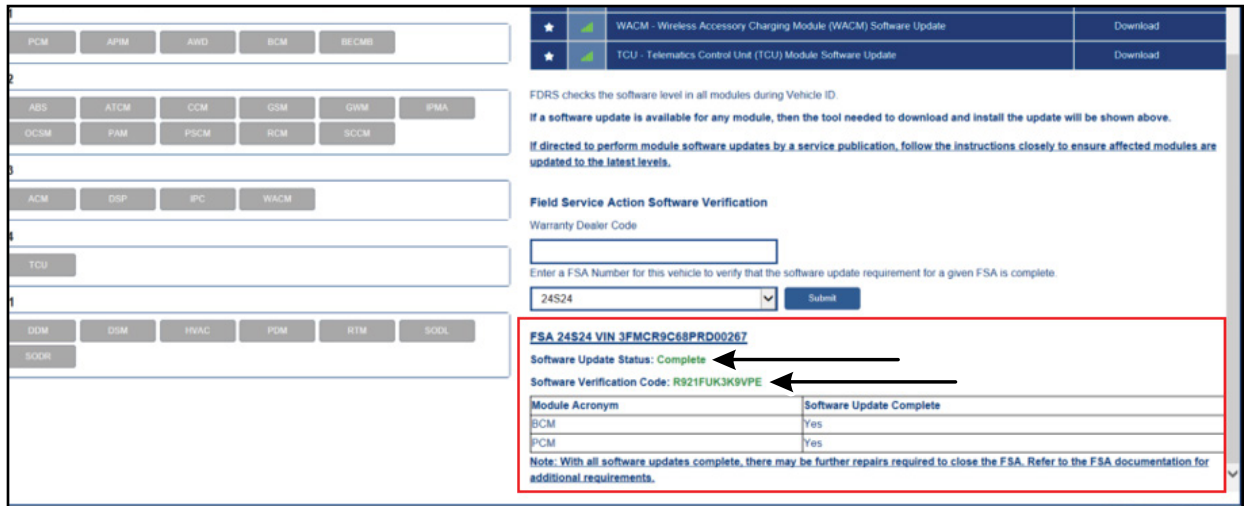 1
PCM APIM AWD BCM BECMB
2
ABS ATCM CCM GSM GWM IPMA
OCSM PAM PSCM RCM SCCM
3
ACM DSP IPC WACM
4
TCU
1
DDM DSM HVAC PDM RTM SODL
SODR
WACM - Wireless Accessory Charging Module (WACM) Software Update Download
TCU - Telematics Control Unit (TCU) Module Software Update Download
FDRS checks the software level in all modules during Vehicle ID.
If a software update is available for any module, then the tool needed to download and install the update will be shown above.
If directed to perform module software updates by a service publication, follow the instructions closely to ensure affected modules are
updated to the latest levels.
Field Service Action Software Verification
Warranty Dealer Code
Enter a FSA Number for this vehicle to verify that the software update requirement for a given FSA is complete.
24S24 Submit
FSA 24S24 VIN 3FMCR9C68PRD00267
Software Update Status: Complete
Software Verification Code: R921FUK3K9VPE
Module Acronym Software Update Complete
BCM Yes
PCM Yes
Note: With all software updates complete, there may be further repairs required to close the FSA. Refer to the FSA documentation for
additional requirements.